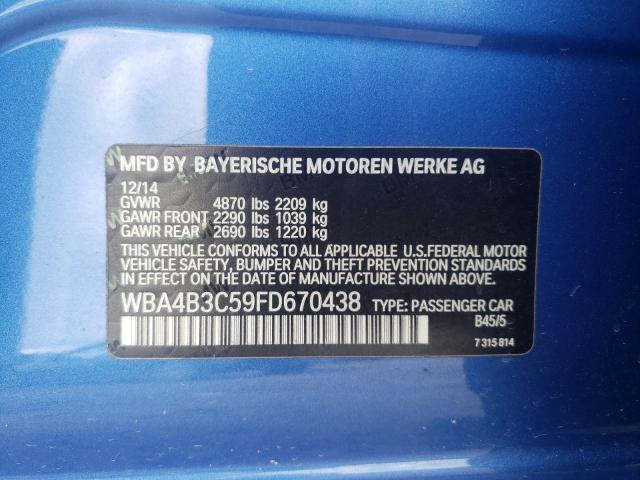 MFD BY BAYERISCHE MOTOREN WERKE AG
12/14
GVWR 4870 lbs 2209 kg
GAWR FRONT 2290 lbs 1039 kg
GAWR REAR 2690 lbs 1220 kg
THIS VEHICLE CONFORMS TO ALL APPLICABLE U.S.FEDERAL MOTOR
VEHICLE SAFETY, BUMPER AND THEFT PREVENTION STANDARDS
IN EFFECT ON THE DATE OF MANUFACTURE SHOWN ABOVE.
WBA4B3C59FD670438 TYPE: PASSENGER CAR
B45/5
7 315 814